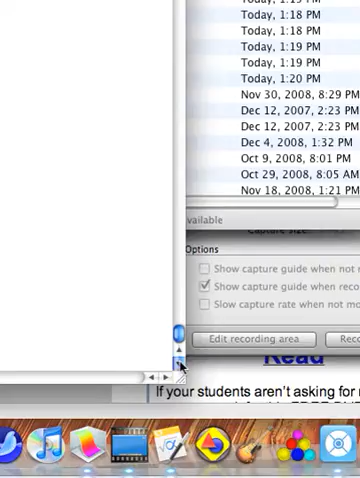 Today, 1:18 PM
Today, 1:18 PM
Today, 1:19 PM
Today, 1:19 PM
Today, 1:20 PM
Nov 30, 2008, 8:29 PM
Dec 12, 2007, 2:23 PM
Dec 12, 2007, 2:23 PM
Dec 4, 2008, 1:32 PM
Oct 9, 2008, 8:01 PM
Oct 29, 2008, 8:05 AM
Nov 18, 2008, 1:21 PM
vailable
Capture size:
Options
Show capture guide when not
Show capture guide when reco
Slow capture rate when not mo
Edit recording area
Reco
Read
If your students aren't asking for